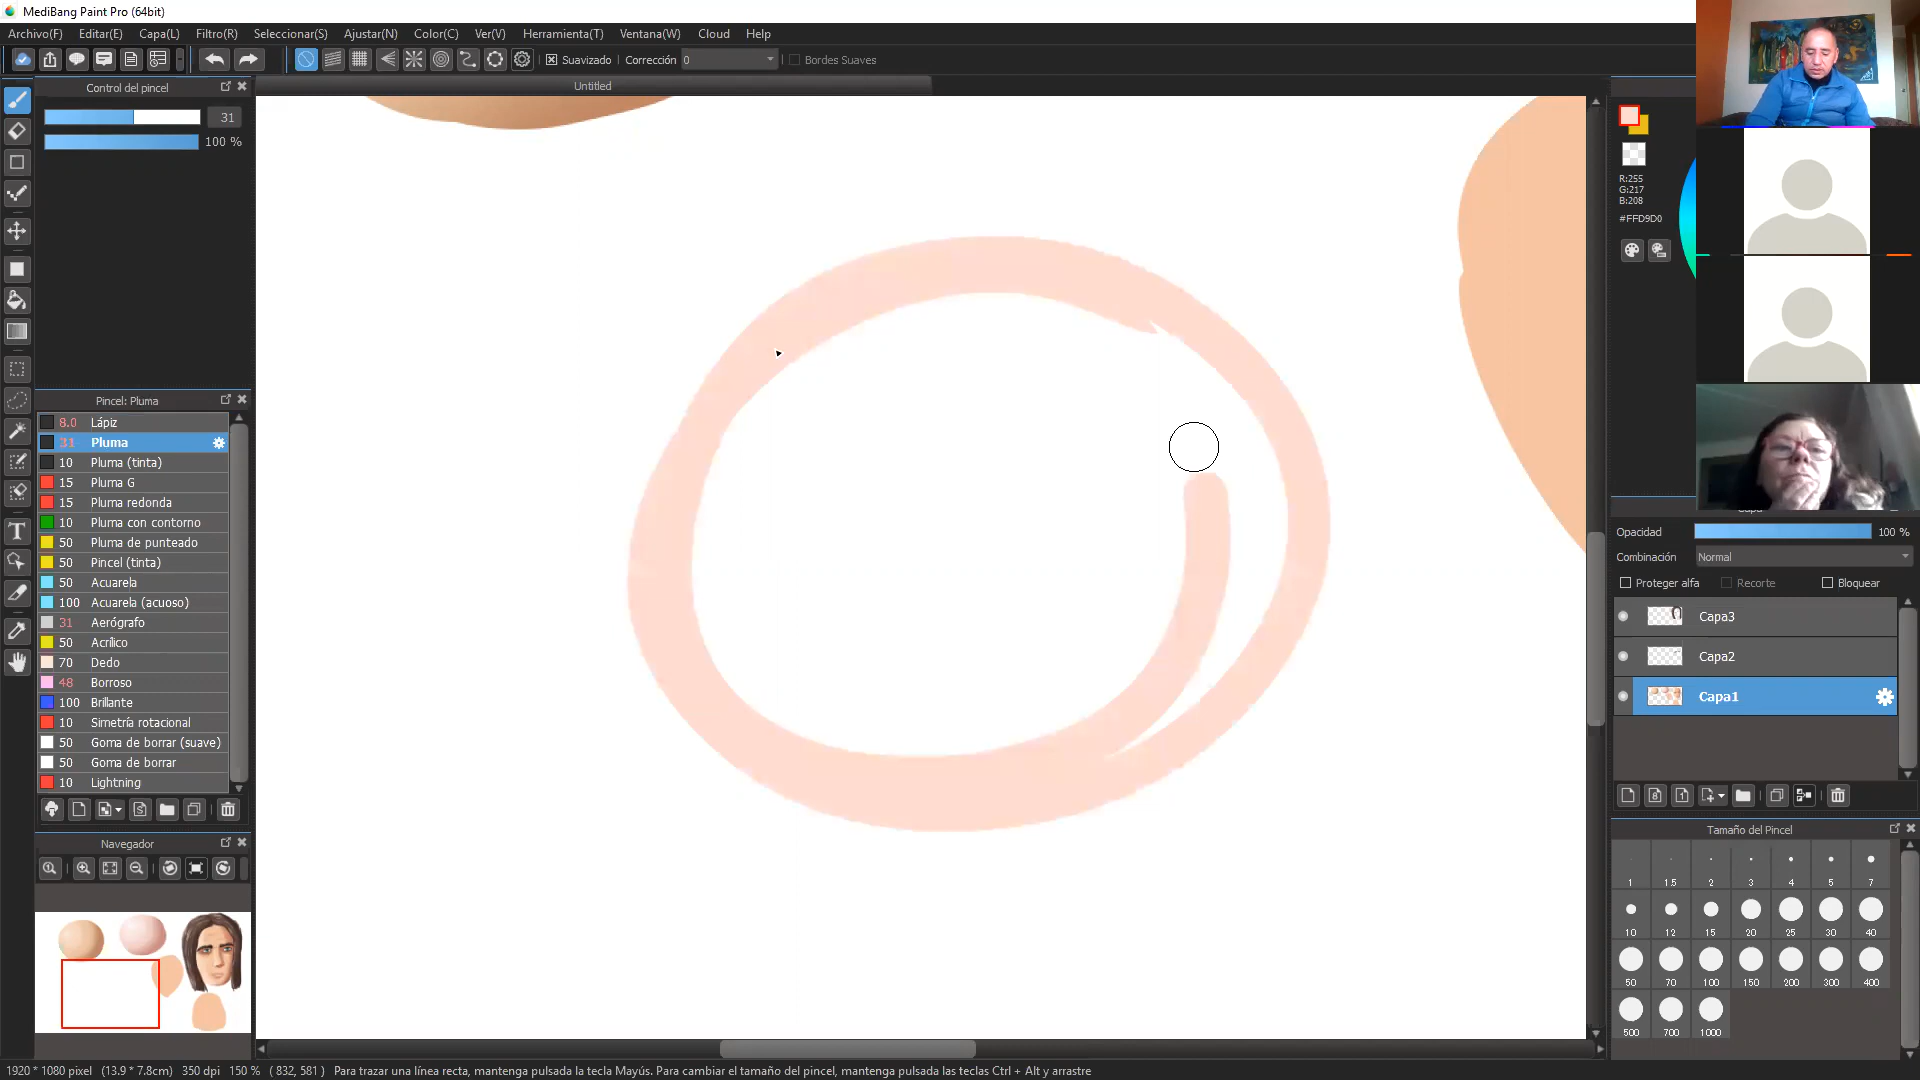 MediBang Paint Pro (64bit)
Archivo(F) Editar(E) Capa(L) Filtro(R) Seleccionar(S) Ajustar(N) Color(C) Ver(V) Herramienta(T) Ventana(W) Cloud Help
Suavizado Corrección 0 Bordes Suaves
Control del pincel
Untitled
31
100 %
R:255
G:217
B:208
#FFD9D0
Pincel: Pluma
8.0 Lápiz
31 Pluma
10 Pluma (tinta)
15 Pluma G
15 Pluma redonda
10 Pluma con contorno
50 Pluma de punteado
50 Pincel (tinta)
50 Acuarela
100 Acuarela (acuoso)
31 Aerógrafo
50 Acrílico
70 Dedo
48 Borroso
100 Brillante
10 Simetría rotacional
50 Goma de borrar (suave)
50 Goma de borrar
10 Lightning
Navegador
Opacidad 100 %
Combinación Normal
Proteger alfa Recorte Bloquear
Capa3
Capa2
Capa1
Tamaño del Pincel
1 1.5 2 3 4 5 7
10 12 15 20 25 30 40
50 70 100 150 200 300 400
500 700 1000
1920 * 1080 pixel (13.9 * 7.8cm) 350 dpi 150 % ( 832, 581 ) Para trazar una línea recta, mantenga pulsada la tecla Mayús. Para cambiar el tamaño del pincel, mantenga pulsada las teclas Ctrl + Alt y arrastre